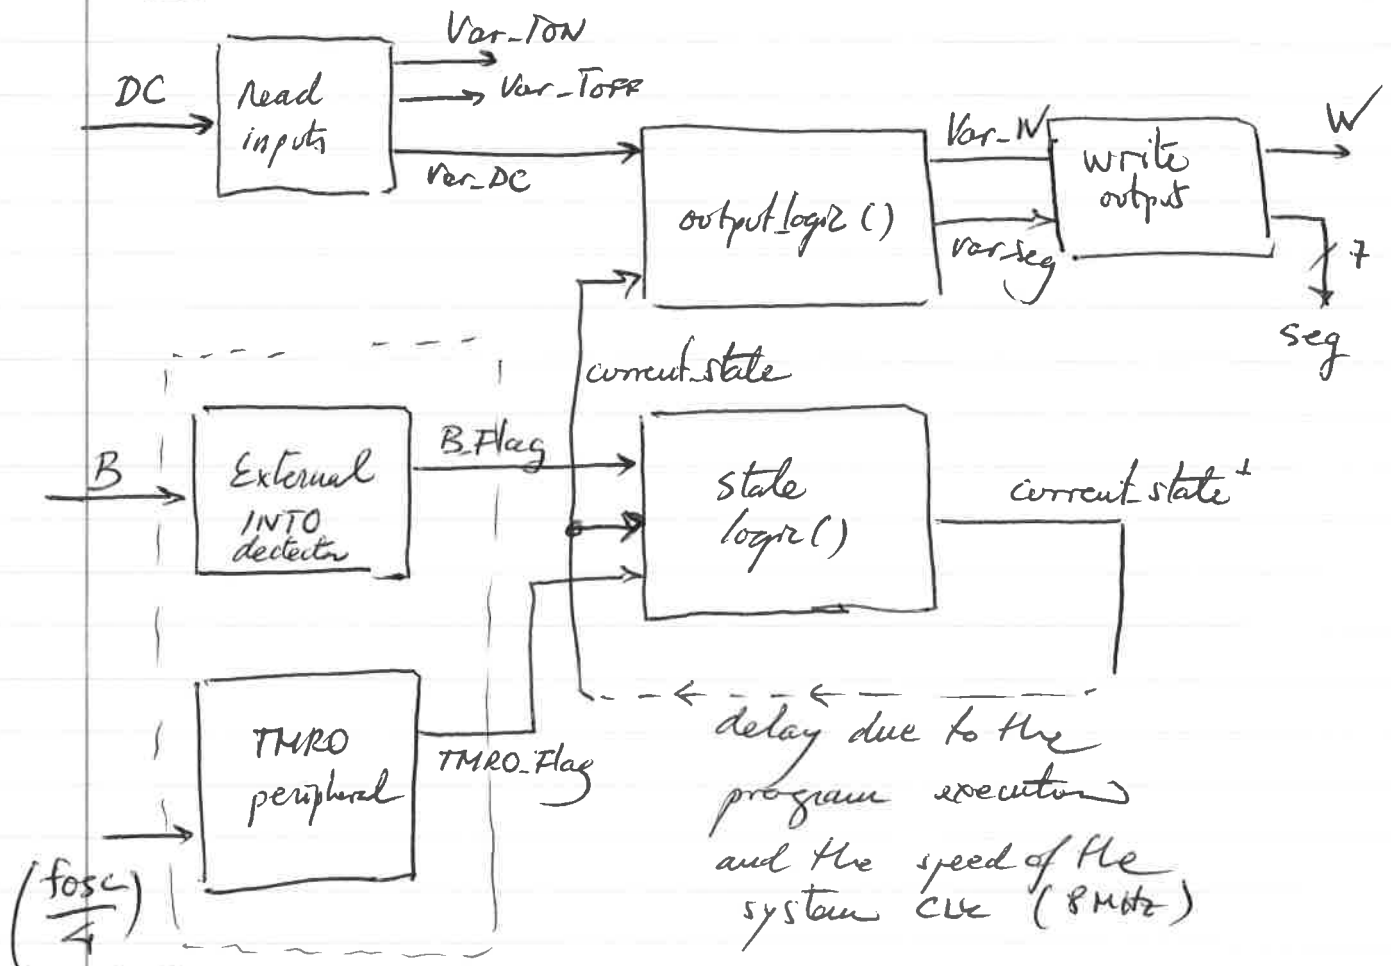 Var_TON
DC
Read
inputs
Var_TOFF
Var_DC
output_logic ()
Var_W
var_seg
write
output
W
7
seg
current_state
B
External
INT0
dectector
B_Flag
state
logic()
current_state+
TMR0
peripheral
TMR0_Flag
(fosc/4)
delay due to the
program execution
and the speed of the
system CLK (8 MHz)